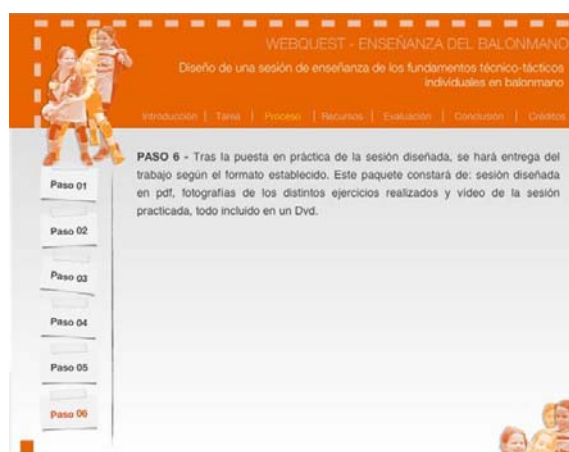 WEBQUEST - ENSEÑANZA DEL BALONMANO
Diseño de una sesión de enseñanza de los fundamentos técnico-tácticos
individuales en balonmano
Introducción | Tarea | Proceso | Recursos | Evaluación | Conclusión | Créditos
PASO 6 - Tras la puesta en práctica de la sesión diseñada, se hará entrega del
trabajo según el formato establecido. Este paquete constará de: sesión diseñada
en pdf, fotografías de los distintos ejercicios realizados y vídeo de la sesión
practicada, todo incluido en un Dvd.
Paso 01
Paso 02
Paso 03
Paso 04
Paso 05
Paso 06